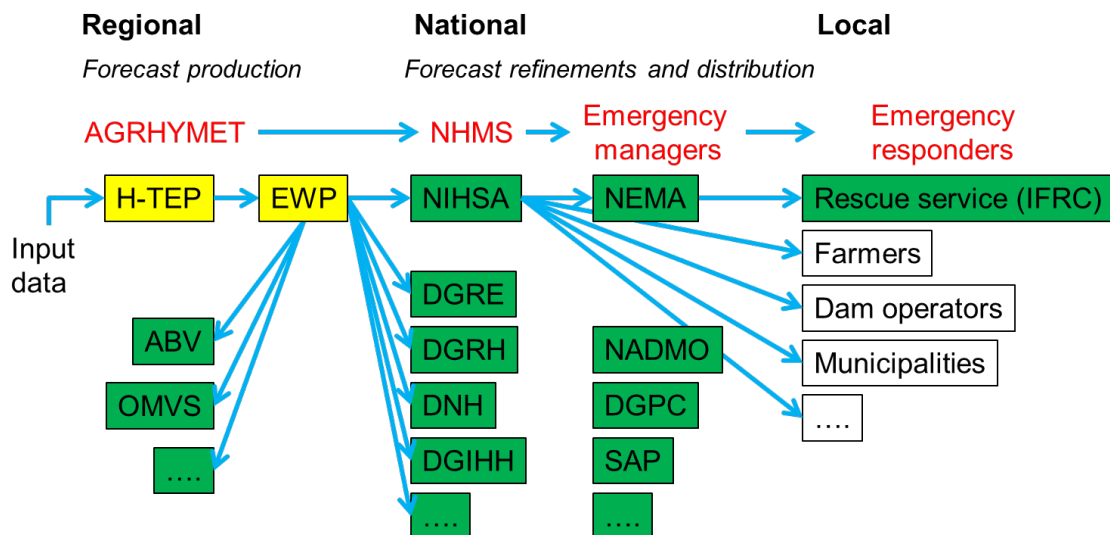 Regional
National
Local
Forecast production
Forecast refinements and distribution
AGRHYMET
NHMS
Emergency
managers
Emergency
responders
H-TEP
EWP
NIHSA
NEMA
Rescue service (IFRC)
Input
data
Farmers
DGRE
Dam operators
ABV
DGRH
NADMO
Municipalities
OMVS
DNH
DGPC
….
….
DGIHH
SAP
….
….